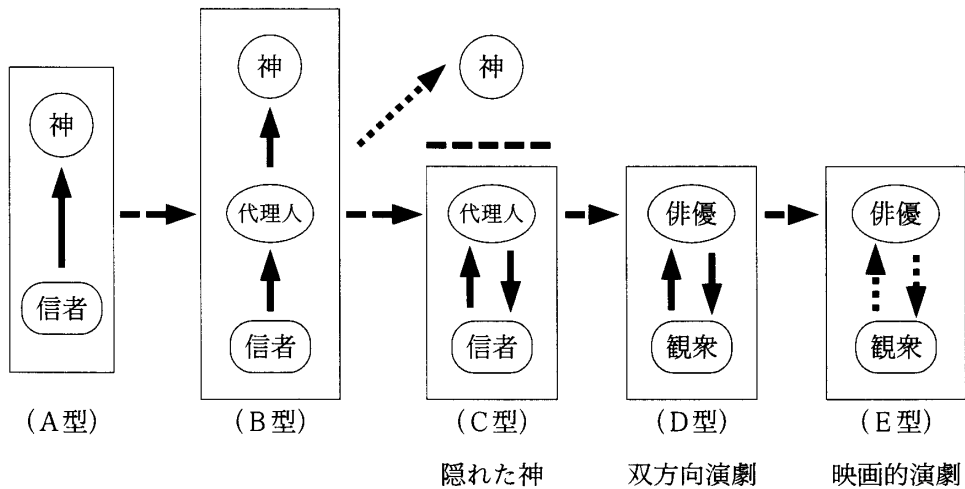 神
代理人
信者
神
信者
神
代理人
信者
俳優
観衆
俳優
観衆
(A型)
(B型)
(C型)
(D型)
(E型)
隠れた神
双方向演劇
映画的演劇